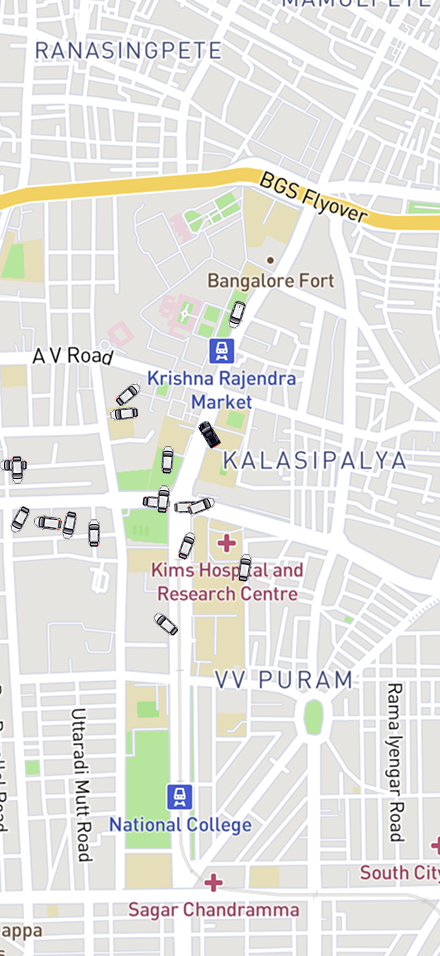 RANASINGPETE
BGS Flyover
Bangalore Fort
A V Road
Krishna Rajendra
Market
KALASIPALYA
Kims Hospital and
Research Centre
VV PURAM
Rama Iyengar Road
Uttaradi Mutt Road
National College
South City
Sagar Chandramma
appa